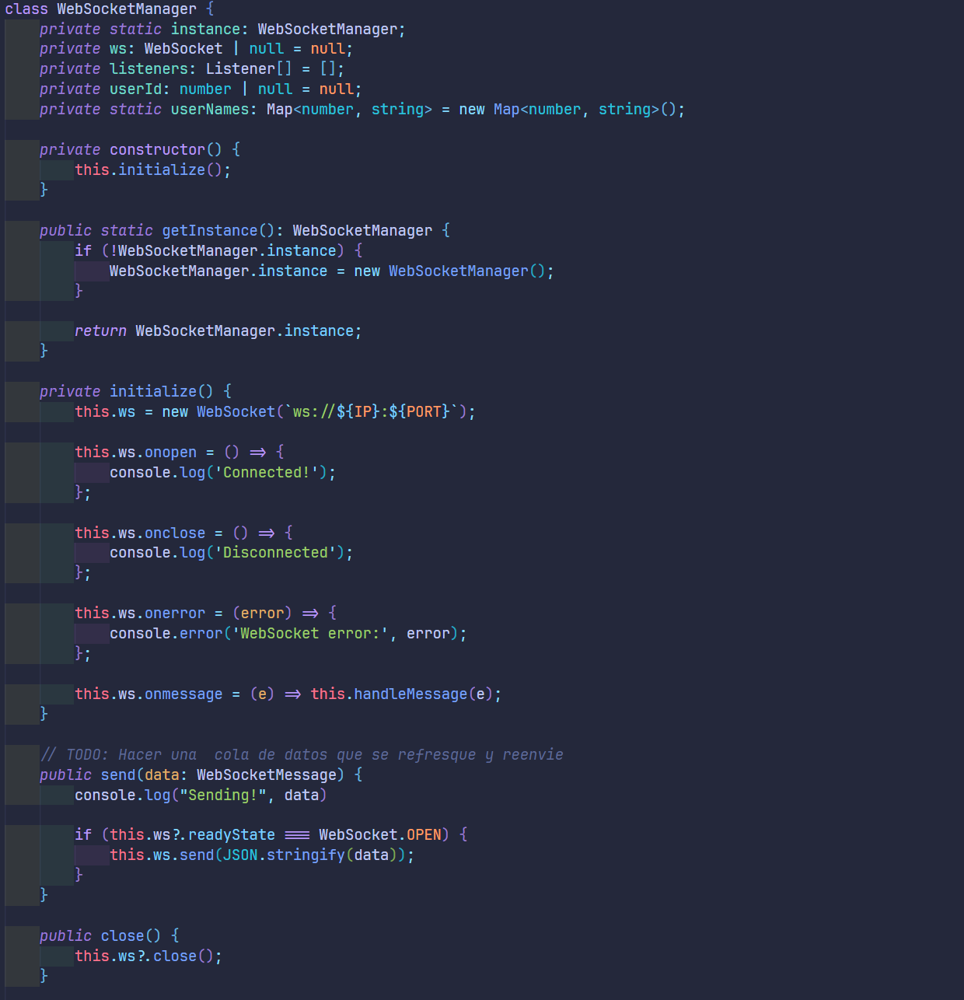 class WebSocketManager {
    private static instance: WebSocketManager;
    private ws: WebSocket | null = null;
    private listeners: Listener[] = [];
    private userId: number | null = null;
    private static userNames: Map<number, string> = new Map<number, string>();

    private constructor() {
        this.initialize();
    }

    public static getInstance(): WebSocketManager {
        if (!WebSocketManager.instance) {
            WebSocketManager.instance = new WebSocketManager();
        }

        return WebSocketManager.instance;
    }

    private initialize() {
        this.ws = new WebSocket(`ws://${IP}:${PORT}`);

        this.ws.onopen = () => {
            console.log('Connected!');
        };

        this.ws.onclose = () => {
            console.log('Disconnected');
        };

        this.ws.onerror = (error) => {
            console.error('WebSocket error:', error);
        };

        this.ws.onmessage = (e) => this.handleMessage(e);
    }

    // TODO: Hacer una  cola de datos que se refresque y reenvie
    public send(data: WebSocketMessage) {
        console.log("Sending!", data)

        if (this.ws?.readyState === WebSocket.OPEN) {
            this.ws.send(JSON.stringify(data));
        }
    }

    public close() {
        this.ws?.close();
    }